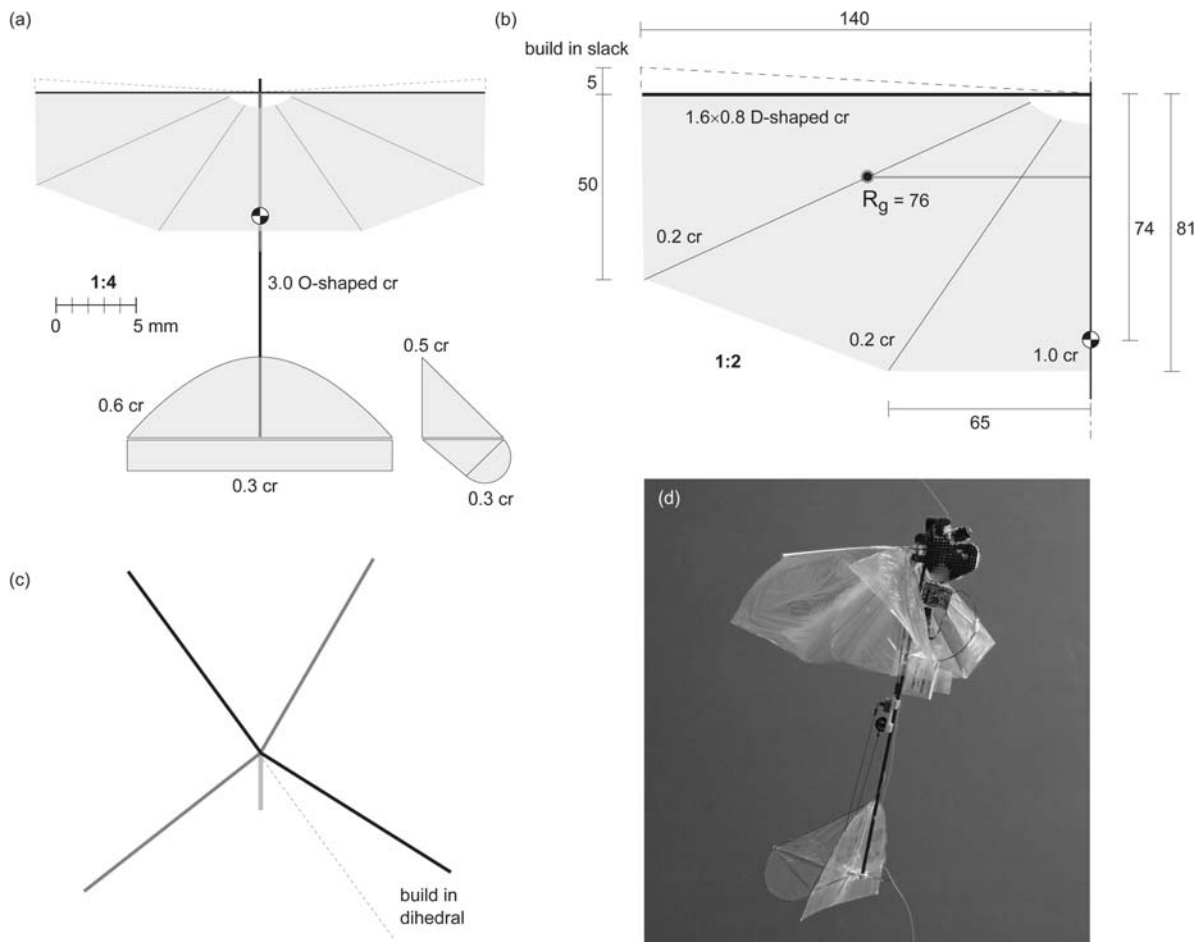 (a)
1:4
0
5 mm
3.0 O-shaped cr
0.6 cr
0.5 cr
0.3 cr
0.3 cr
(b)
140
build in slack
5
1.6×0.8 D-shaped cr
50
Rg = 76
0.2 cr
74
81
0.2 cr
1:2
1.0 cr
65
(c)
build in
dihedral
(d)